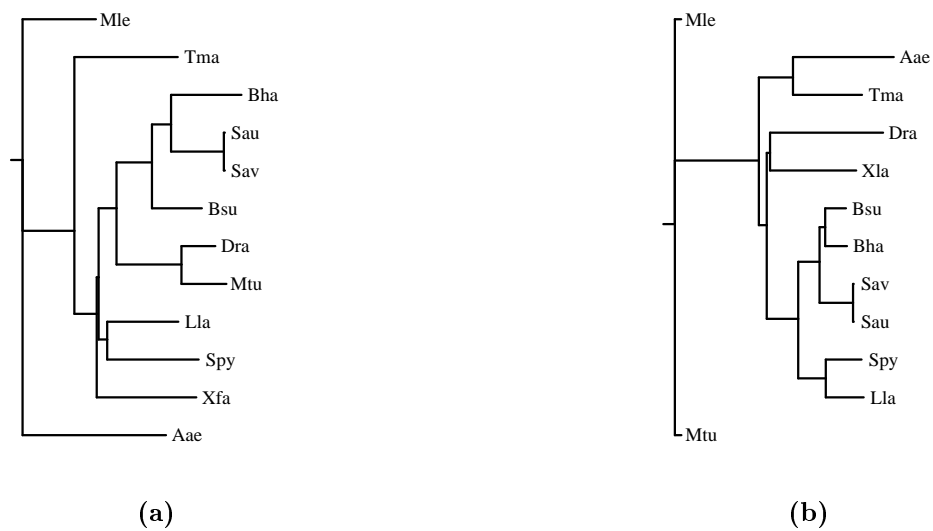 Mle
Tma
Bha
Sau
Sav
Bsu
Dra
Mtu
Lla
Spy
Xfa
Aae
(a)
Mle
Aae
Tma
Dra
Xla
Bsu
Bha
Sav
Sau
Spy
Lla
Mtu
(b)